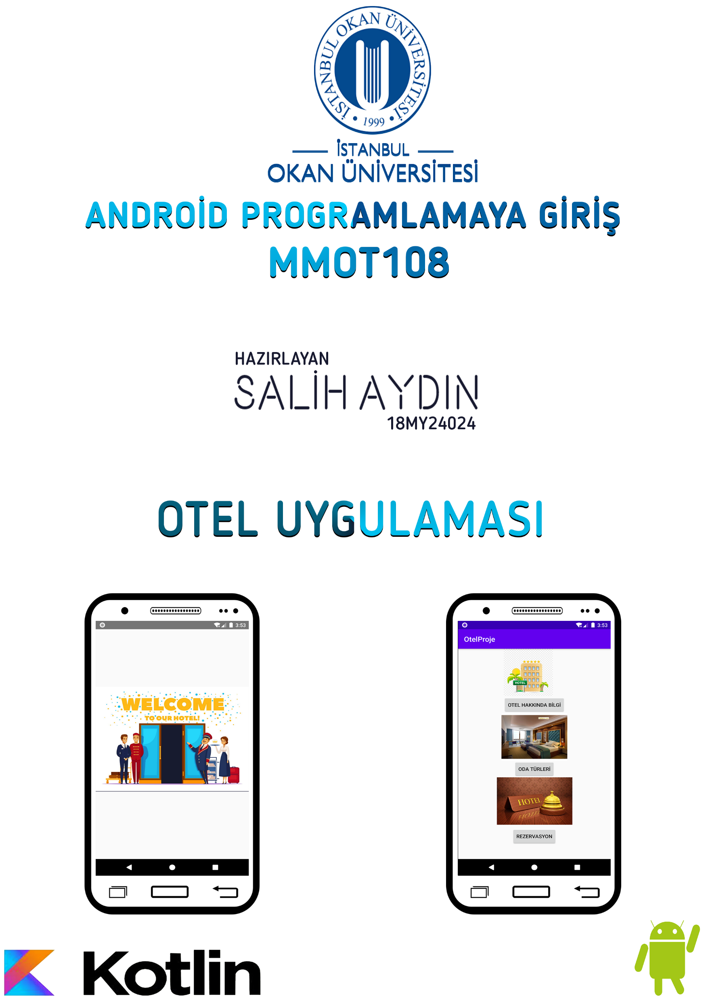 İSTANBUL OKAN ÜNİVERSİTESİ
1999
İSTANBUL
OKAN ÜNİVERSİTESİ
ANDROİD PROGRAMLAMAYA GİRİŞ
MMOT108
HAZIRLAYAN
SALİH AYDIN
18MY24024
OTEL UYGULAMASI
3:53
WELCOME
TO OUR HOTEL!
3:53
OtelProje
HOTEL
OTEL HAKKINDA BİLGİ
ODA TÜRLERİ
HOTEL
REZERVASYON
Kotlin